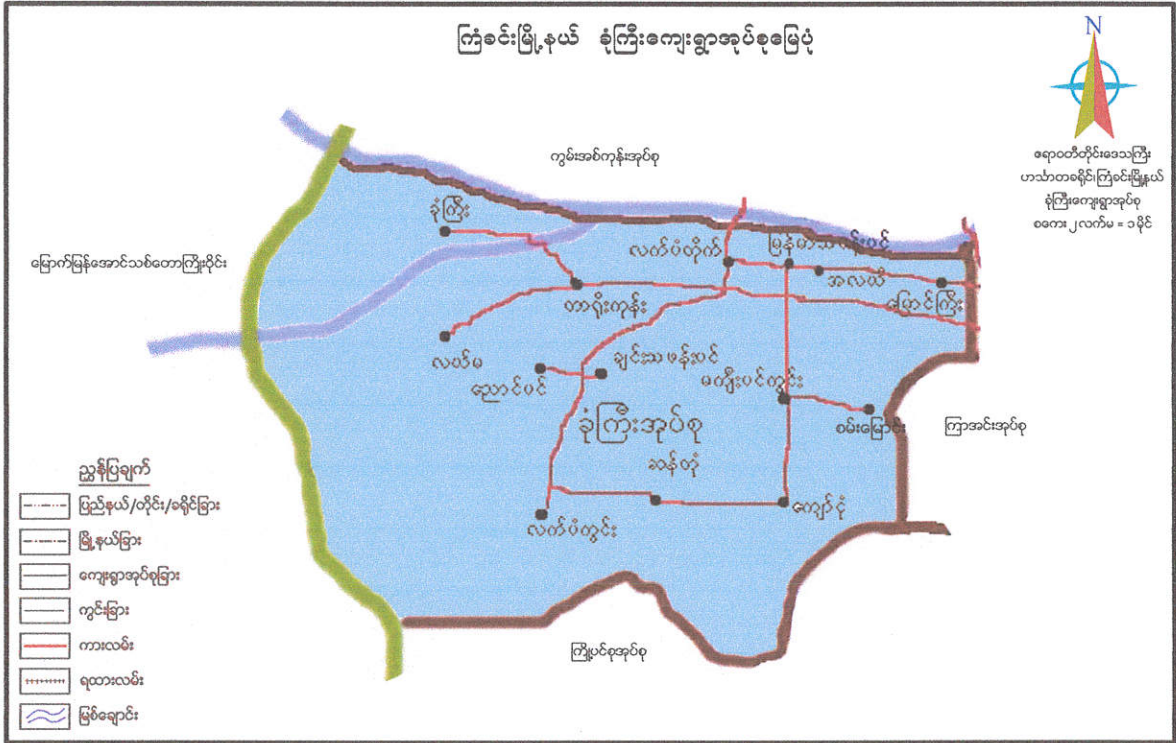 ကြံခင်းမြို့နယ် ခုံကြီးကျေးရွာအုပ်စုမြေပုံ
N
ဧရာဝတီတိုင်းဒေသကြီး
ဟင်္သာတခရိုင်၊ကြံခင်းမြို့နယ်
ခုံကြီးကျေးရွာအုပ်စု
စကေး ၂လက်မ = ၁မိုင်
ကွမ်းအစ်ကုန်းအုပ်စု
ခုံကြီး
မြောက်မြန်အောင်သစ်တောကြိုးဝိုင်း
လက်ပံတိုက်
အလယ်
မြောင်ကြီး
တာရိုးကုန်း
လယ်မ
ချင်းသဖန်းပင်
ညောင်ပင်
မကျီးပင်ကွင်း
စမ်းမြောင်း
ကြာအင်းအုပ်စု
ခုံကြီးအုပ်စု
ဆန်တုံ
ကျော်ငုံ
လက်ပံကွင်း
ကြို့ပင်စုအုပ်စု
ညွှန်ပြချက်
ပြည်နယ်/တိုင်း/ခရိုင်ခြား
မြို့နယ်ခြား
ကျေးရွာအုပ်စုခြား
ကွင်းခြား
ကားလမ်း
ရထားလမ်း
မြစ်ချောင်း